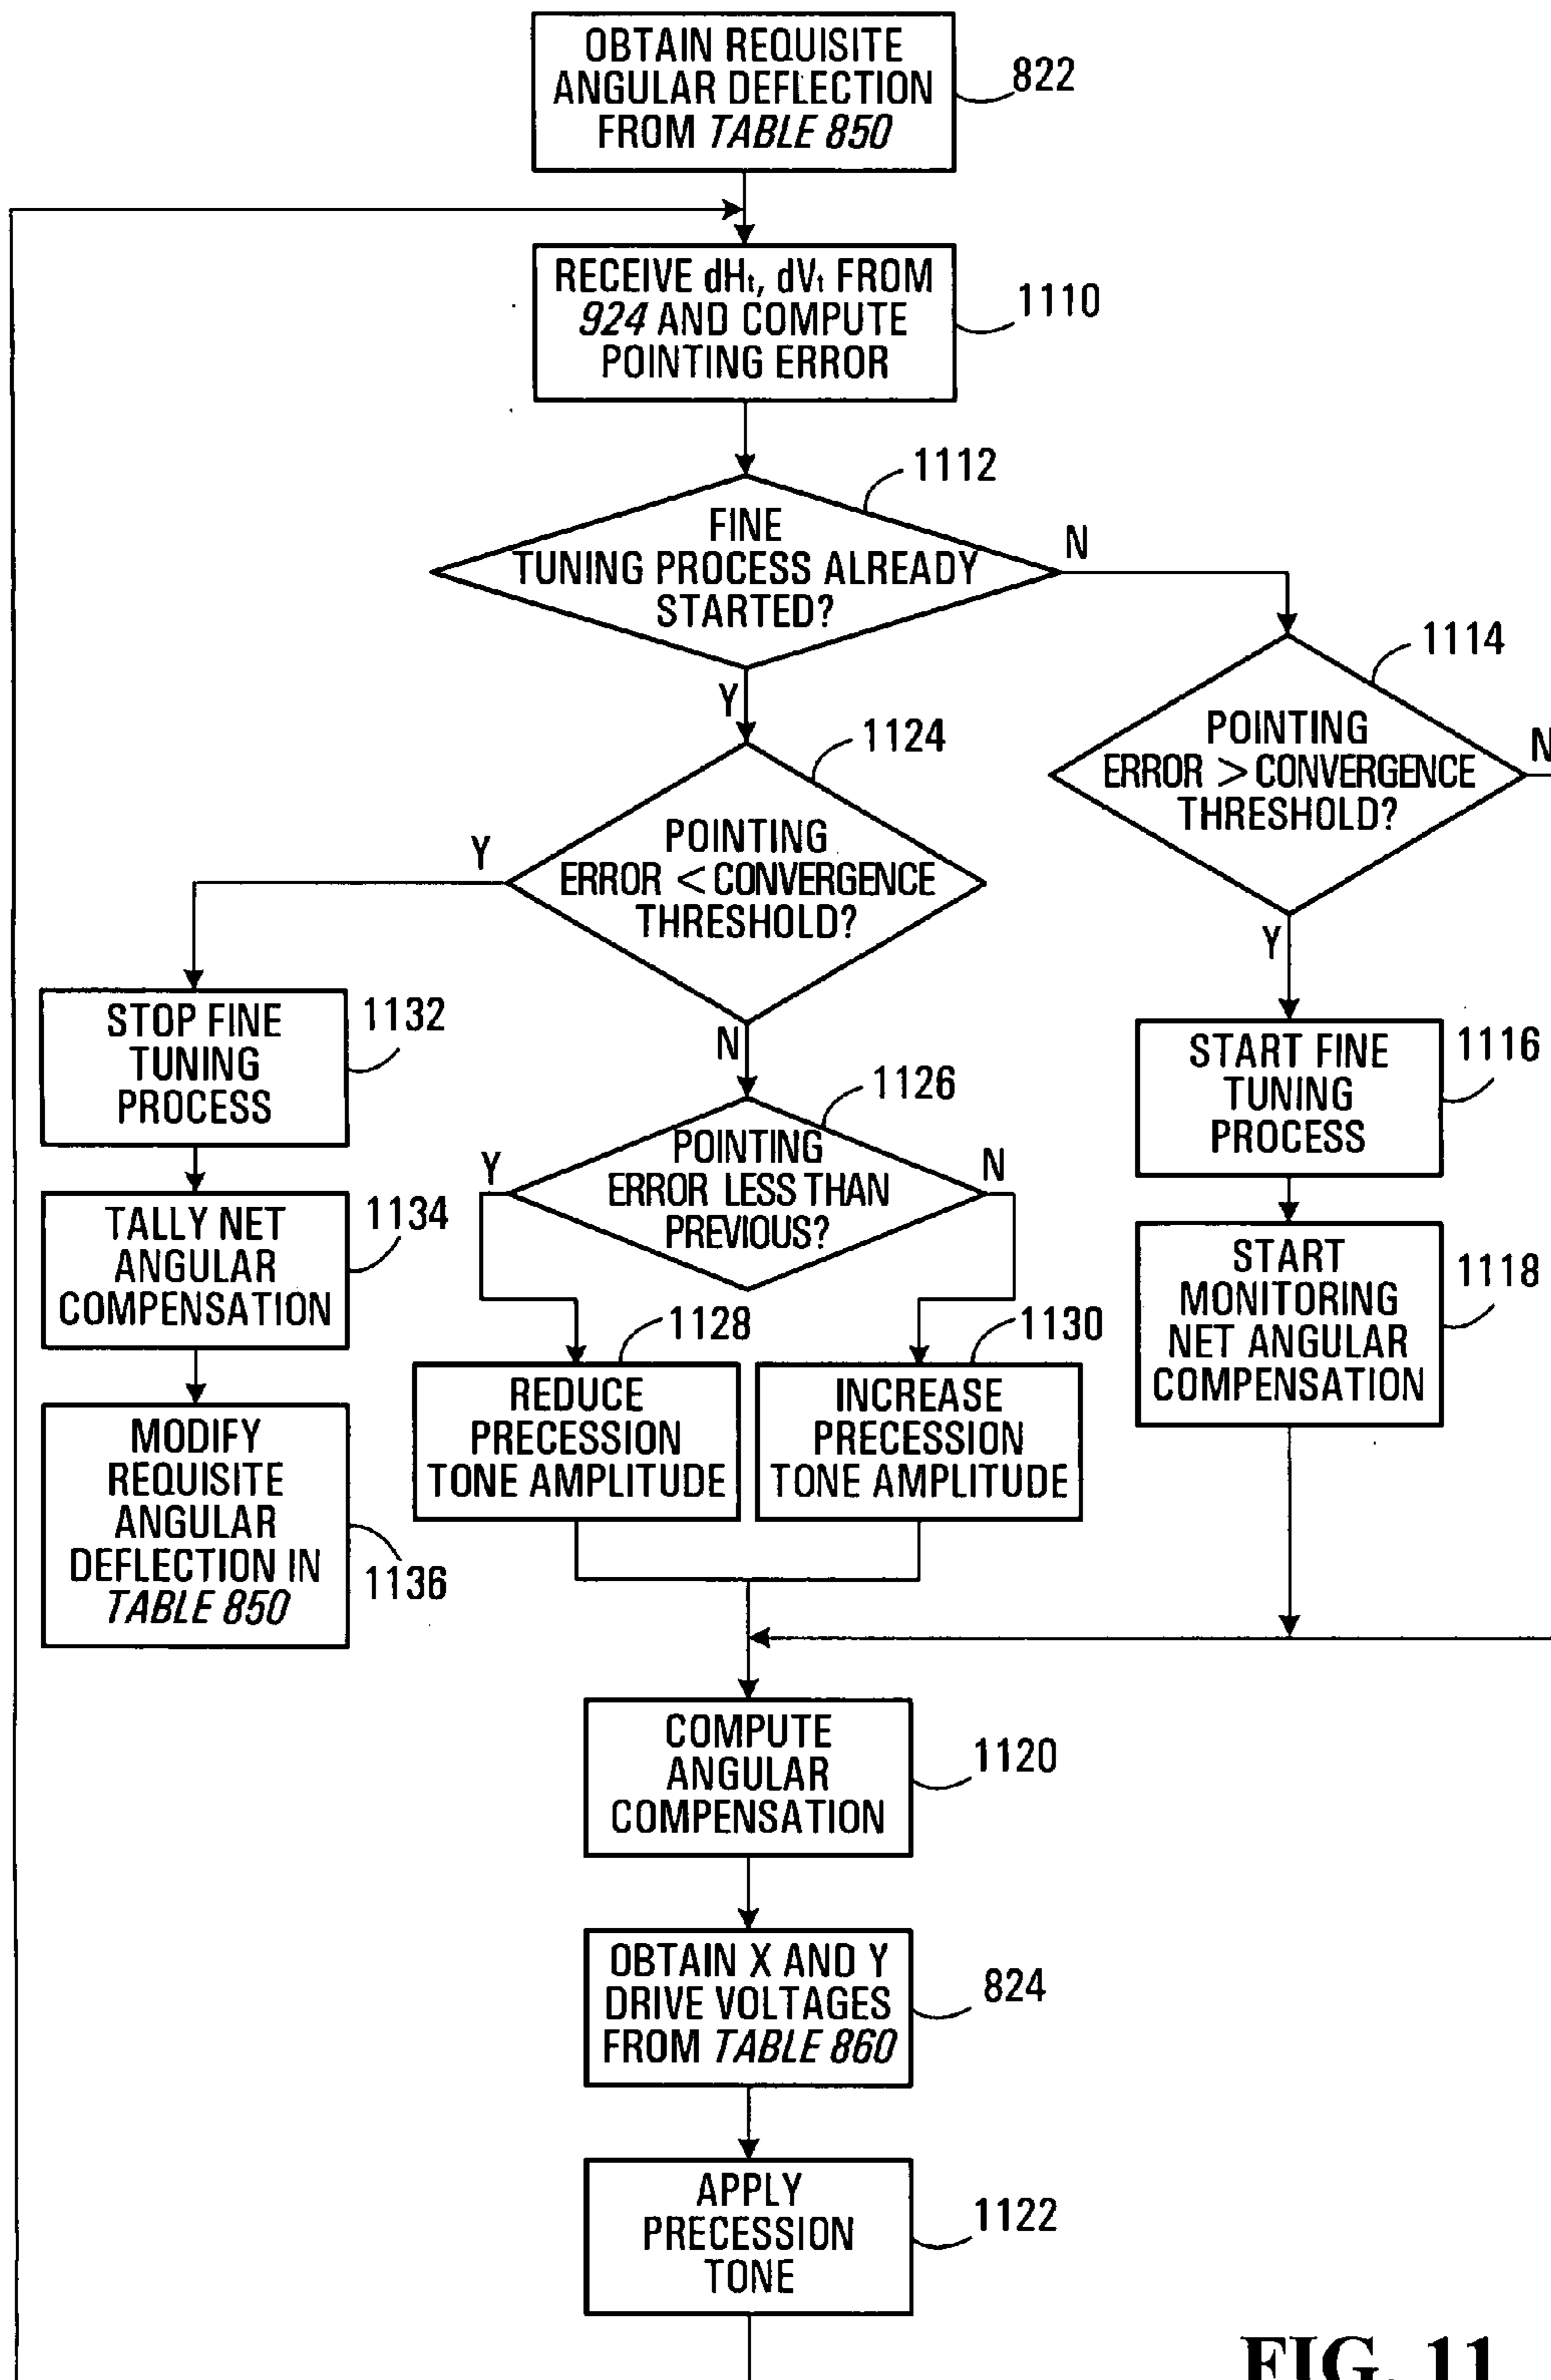 OBTAIN REQUISITE
ANGULAR DEFLECTION
FROM TABLE 850
822
RECEIVE dHt, dVt FROM
924 AND COMPUTE
POINTING ERROR
1110
1112
FINE
TUNING PROCESS ALREADY
STARTED?
N
Y
1114
POINTING
ERROR > CONVERGENCE
THRESHOLD?
N
Y
1124
POINTING
ERROR < CONVERGENCE
THRESHOLD?
Y
N
STOP FINE
TUNING
PROCESS
1132
START FINE
TUNING
PROCESS
1116
1126
POINTING
ERROR LESS THAN
PREVIOUS?
Y
N
TALLY NET
ANGULAR
COMPENSATION
1134
START
MONITORING
NET ANGULAR
COMPENSATION
1118
1128
REDUCE
PRECESSION
TONE AMPLITUDE
1130
INCREASE
PRECESSION
TONE AMPLITUDE
MODIFY
REQUISITE
ANGULAR
DEFLECTION IN
TABLE 850
1136
COMPUTE
ANGULAR
COMPENSATION
1120
OBTAIN X AND Y
DRIVE VOLTAGES
FROM TABLE 860
824
APPLY
PRECESSION
TONE
1122
FIG. 11